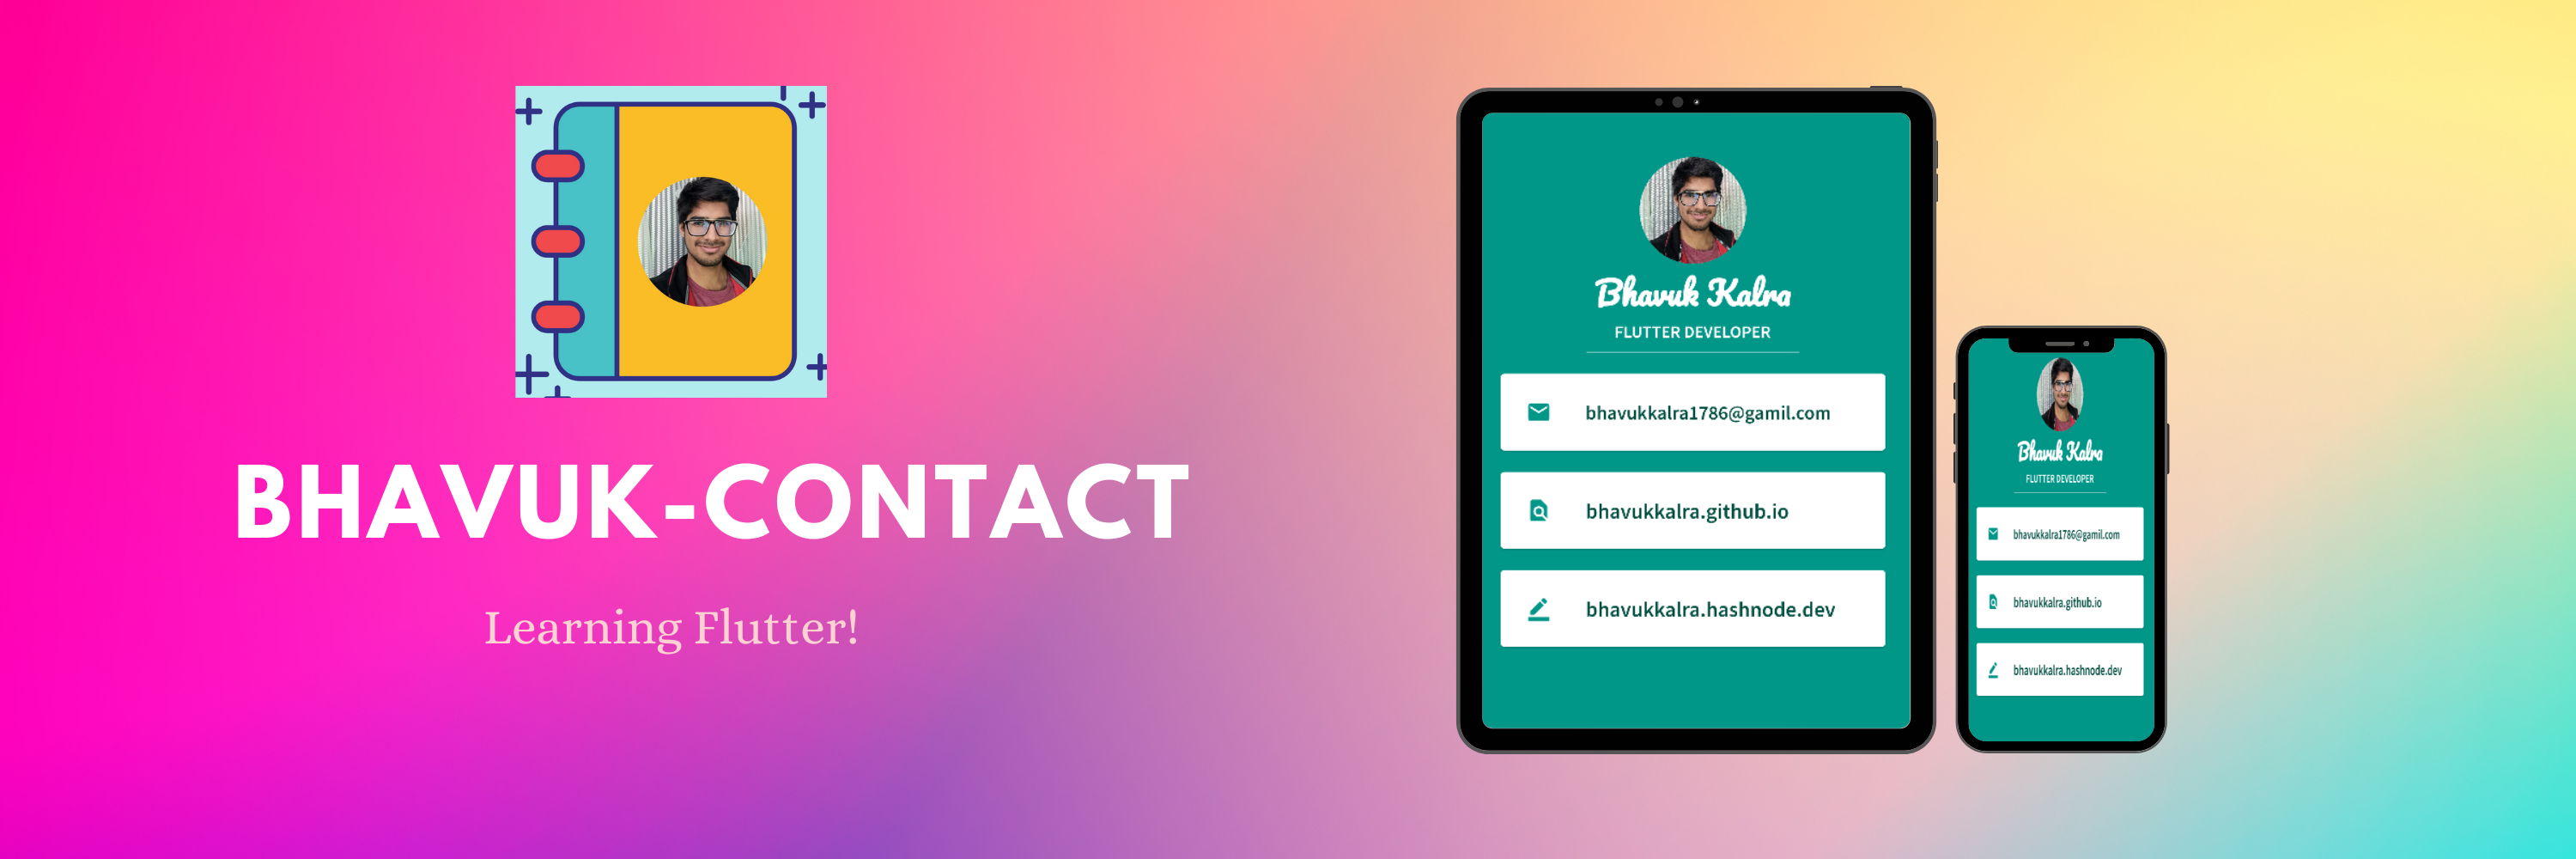 BHAVUK-CONTACT
Learning Flutter!
Bhavuk Kalra
FLUTTER DEVELOPER
bhavukkalra1786@gamil.com
bhavukkalra.github.io
bhavukkalra.hashnode.dev
Bhavuk Kalra
FLUTTER DEVELOPER
bhavukkalra1786@gamil.com
bhavukkalra.github.io
bhavukkalra.hashnode.dev